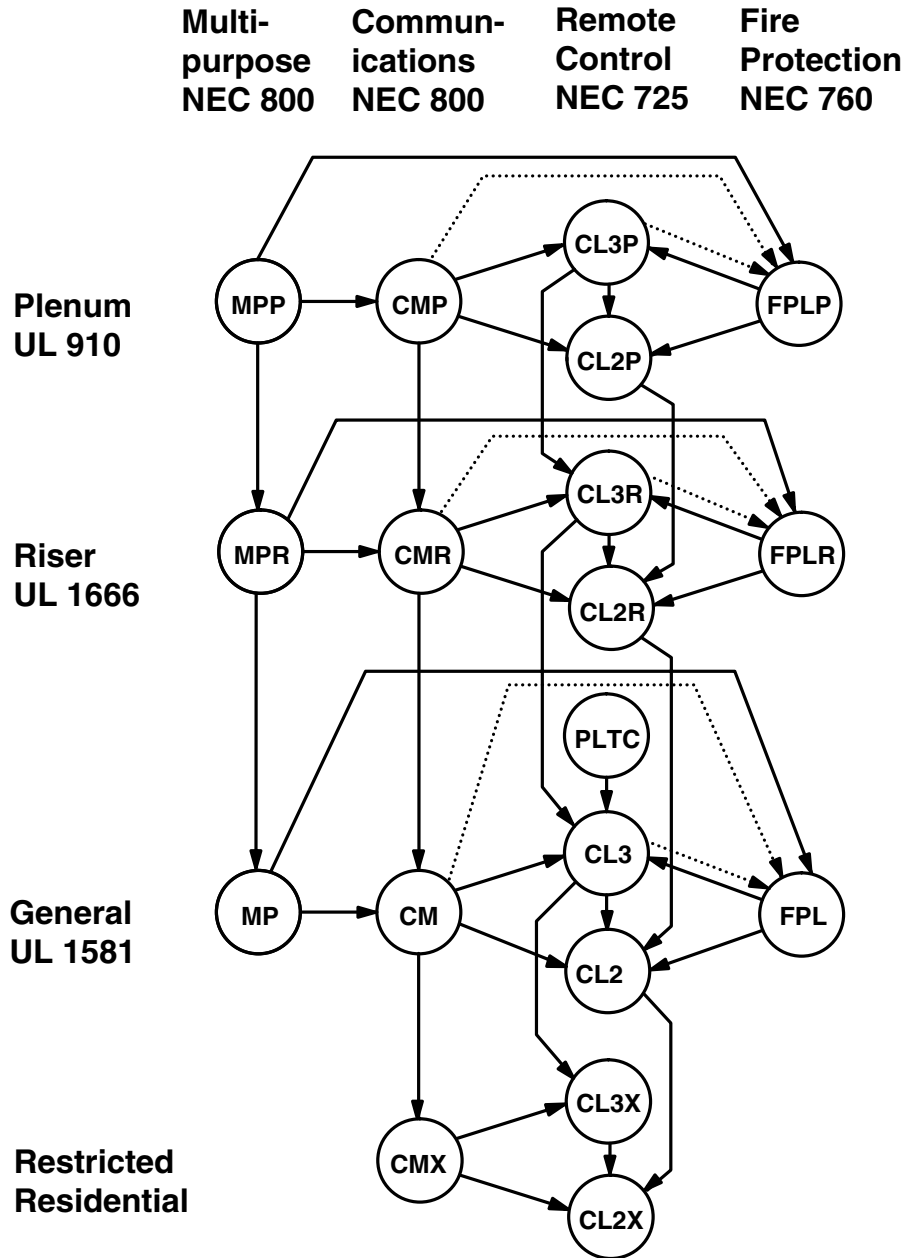 Multi-
purpose
NEC 800
Commun-
ications
NEC 800
Remote
Control
NEC 725
Fire
Protection
NEC 760
Plenum
UL 910
MPP
CMP
CL3P
CL2P
FPLP
Riser
UL 1666
MPR
CMR
CL3R
CL2R
FPLR
General
UL 1581
MP
CM
PLTC
CL3
CL2
FPL
Restricted
Residential
CMX
CL3X
CL2X